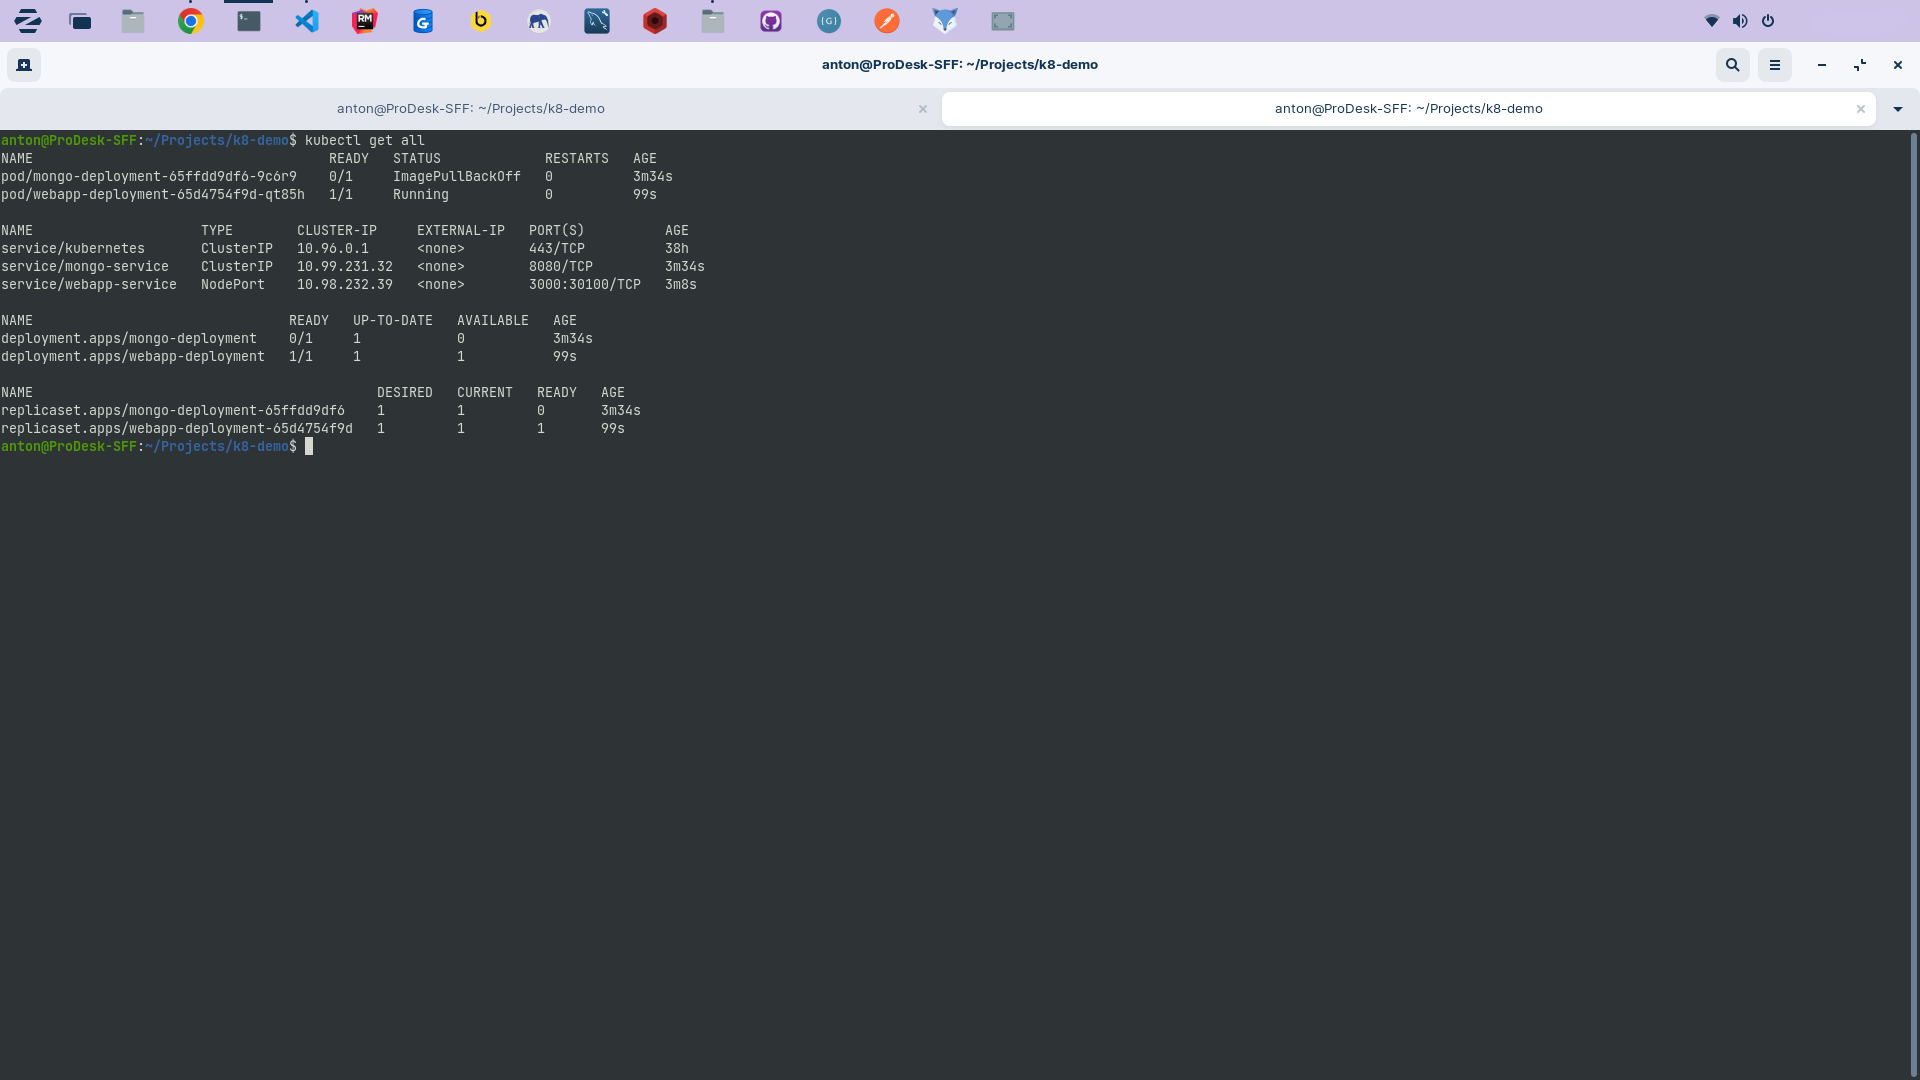 anton@ProDesk-SFF: ~/Projects/k8-demo
anton@ProDesk-SFF: ~/Projects/k8-demo
anton@ProDesk-SFF: ~/Projects/k8-demo
anton@ProDesk-SFF:~/Projects/k8-demo$ kubectl get all
NAME                                     READY   STATUS             RESTARTS   AGE
pod/mongo-deployment-65ffdd9df6-9c6r9    0/1     ImagePullBackOff   0          3m34s
pod/webapp-deployment-65d4754f9d-qt85h   1/1     Running            0          99s
NAME                     TYPE        CLUSTER-IP     EXTERNAL-IP   PORT(S)          AGE
service/kubernetes       ClusterIP   10.96.0.1      <none>        443/TCP          38h
service/mongo-service    ClusterIP   10.99.231.32   <none>        8080/TCP         3m34s
service/webapp-service   NodePort    10.98.232.39   <none>        3000:30100/TCP   3m8s
NAME                                READY   UP-TO-DATE   AVAILABLE   AGE
deployment.apps/mongo-deployment    0/1     1            0           3m34s
deployment.apps/webapp-deployment   1/1     1            1           99s
NAME                                           DESIRED   CURRENT   READY   AGE
replicaset.apps/mongo-deployment-65ffdd9df6    1         1         0       3m34s
replicaset.apps/webapp-deployment-65d4754f9d   1         1         1       99s
anton@ProDesk-SFF:~/Projects/k8-demo$